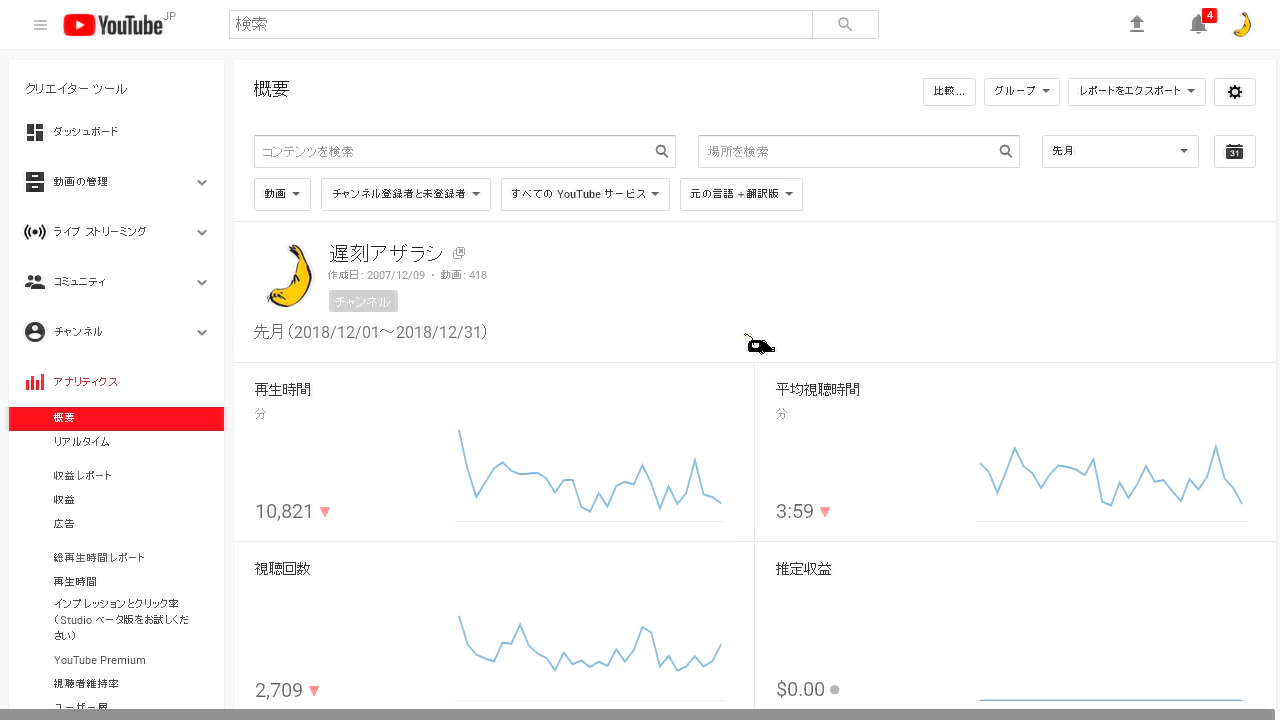 YouTube JP
検索
4
クリエイター ツール
ダッシュボード
動画の管理
ライブ ストリーミング
コミュニティ
チャンネル
アナリティクス
概要
リアルタイム
収益レポート
収益
広告
総再生時間レポート
再生時間
インプレッションとクリック率
（Studio ベータ版をお試しくだ
さい）
YouTube Premium
視聴者維持率
ユーザー層
概要
比較...
グループ
レポートをエクスポート
コンテンツを検索
場所を検索
先月
31
動画
チャンネル登録者と未登録者
すべての YouTube サービス
元の言語 + 翻訳版
遅刻アザラシ
作成日: 2007/12/09 ・ 動画: 418
チャンネル
先月（2018/12/01～2018/12/31）
再生時間
分
10,821
平均視聴時間
分
3:59
視聴回数
2,709
推定収益
$0.00